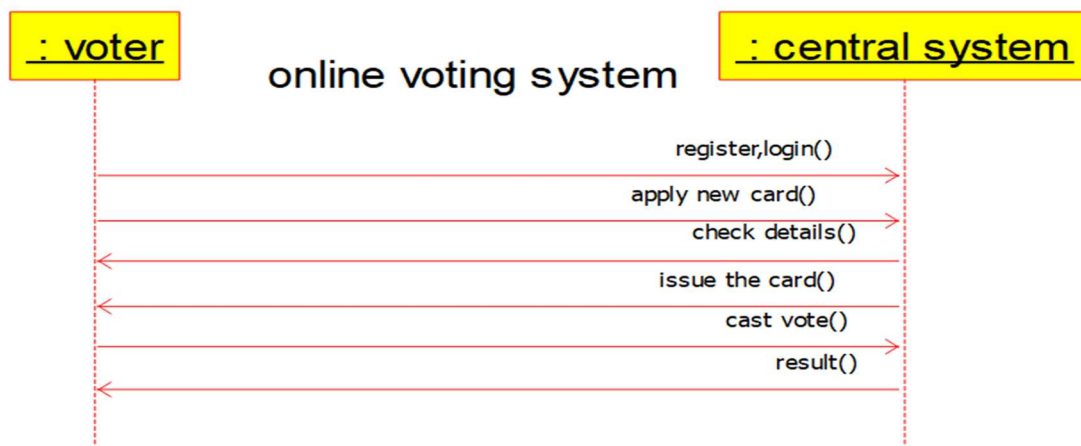 : voter
: central system
online voting system
register,login()
apply new card()
check details()
issue the card()
cast vote()
result()